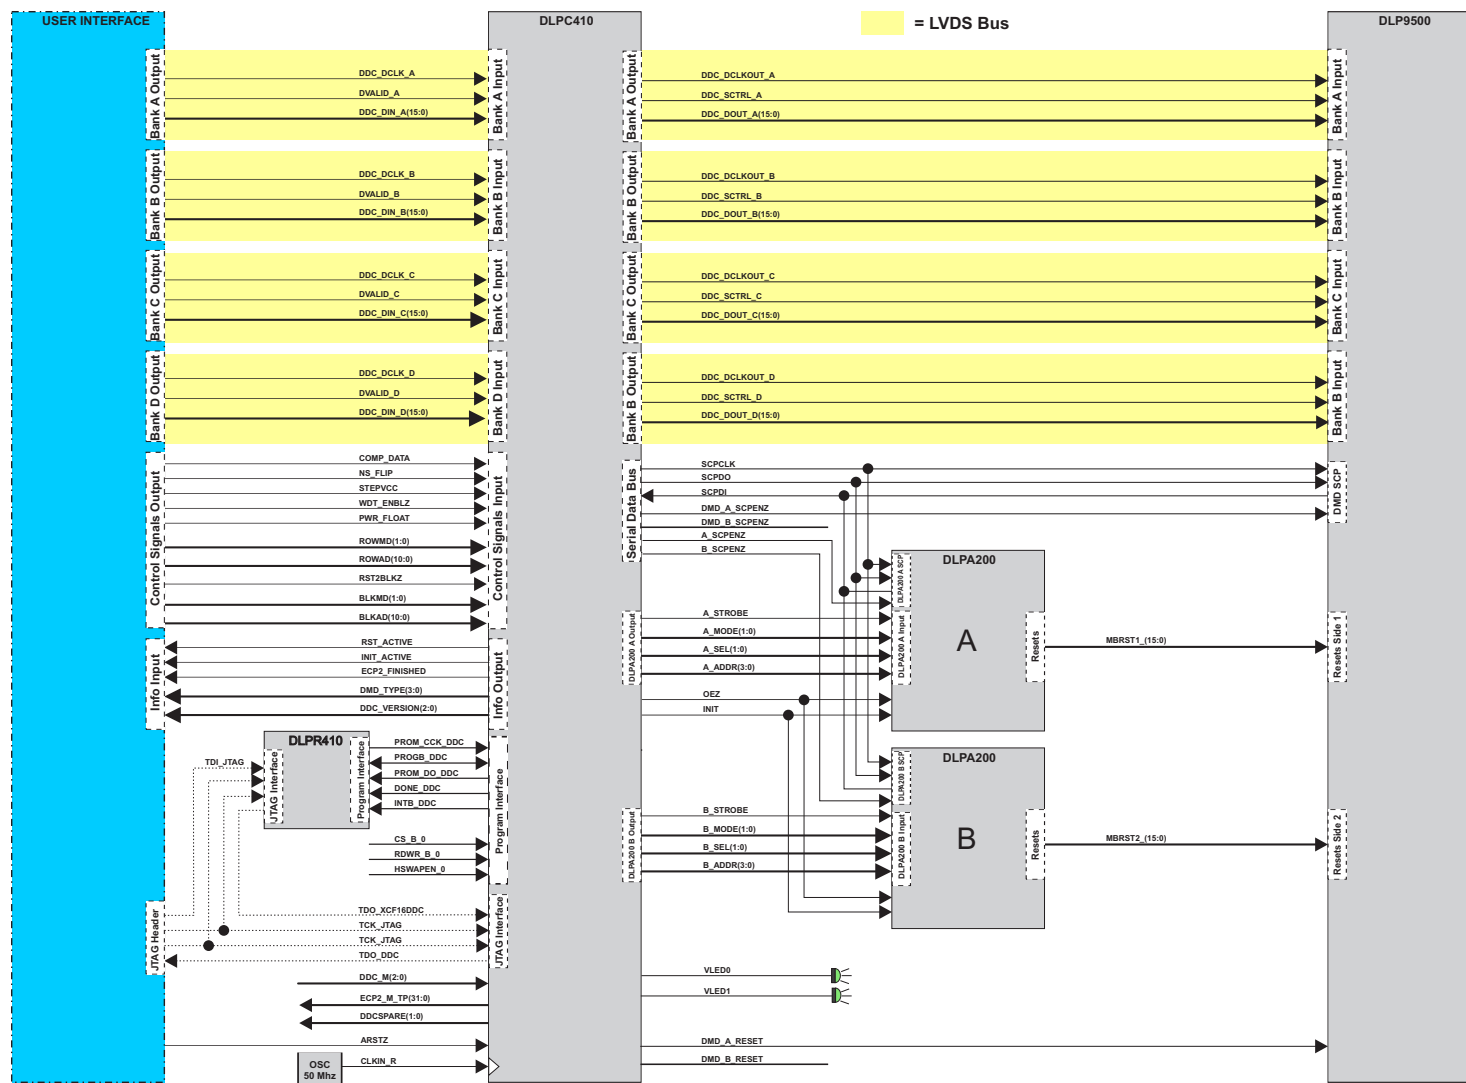 USER INTERFACE
DLPC410
= LVDS Bus
DLP9500
Bank A Output
DDC_DCLK_A
DVALID_A
DDC_DIN_A(15:0)
Bank A Input
Bank A Output
DDC_DCLKOUT_A
DDC_SCTRL_A
DDC_DOUT_A(15:0)
Bank A Input
Bank B Output
DDC_DCLK_B
DVALID_B
DDC_DIN_B(15:0)
Bank B Input
Bank B Output
DDC_DCLKOUT_B
DDC_SCTRL_B
DDC_DOUT_B(15:0)
Bank B Input
Bank C Output
DDC_DCLK_C
DVALID_C
DDC_DIN_C(15:0)
Bank C Input
Bank C Output
DDC_DCLKOUT_C
DDC_SCTRL_C
DDC_DOUT_C(15:0)
Bank C Input
Bank D Output
DDC_DCLK_D
DVALID_D
DDC_DIN_D(15:0)
Bank D Input
Bank B Output
DDC_DCLKOUT_D
DDC_SCTRL_D
DDC_DOUT_D(15:0)
Bank B Input
Control Signals Output
COMP_DATA
NS_FLIP
STEPVCC
WDT_ENBLZ
PWR_FLOAT
ROWMD(1:0)
ROWAD(10:0)
RST2BLKZ
BLKMD(1:0)
BLKAD(10:0)
Control Signals Input
Serial Data Bus
SCPCLK
SCPDO
SCPDI
DMD_A_SCPENZ
DMD_B_SCPENZ
A_SCPENZ
B_SCPENZ
DMD SCP
Info Input
RST_ACTIVE
INIT_ACTIVE
ECP2_FINISHED
DMD_TYPE(3:0)
DDC_VERSION(2:0)
Info Output
DLPA200 A Output
A_STROBE
A_MODE(1:0)
A_SEL(1:0)
A_ADDR(3:0)
OEZ
INIT
DLPA200
DLPA200 A SCP
DLPA200 A Input
A
Resets
MBRST1_(15:0)
Resets Side 1
DLPR410
TDI_JTAG
JTAG Interface
Program Interface
PROM_CCK_DDC
PROGB_DDC
PROM_DO_DDC
DONE_DDC
INTB_DDC
CS_B_0
RDWR_B_0
HSWAPEN_0
Program Interface
DLPA200 B Output
B_STROBE
B_MODE(1:0)
B_SEL(1:0)
B_ADDR(3:0)
DLPA200
DLPA200 B SCP
DLPA200 B Input
B
Resets
MBRST2_(15:0)
Resets Side 2
JTAG Header
TDO_XCF16DDC
TCK_JTAG
TCK_JTAG
TDO_DDC
JTAG Interface
DDC_M(2:0)
ECP2_M_TP(31:0)
DDCSPARE(1:0)
VLED0
VLED1
ARSTZ
OSC
50 Mhz
CLKIN_R
DMD_A_RESET
DMD_B_RESET